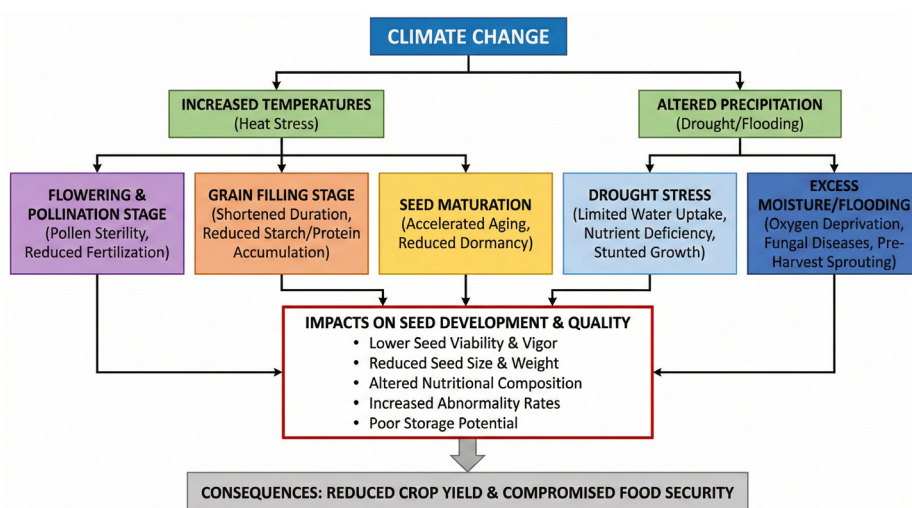 CLIMATE CHANGE
INCREASED TEMPERATURES
(Heat Stress)
ALTERED PRECIPITATION
(Drought/Flooding)
FLOWERING &
POLLINATION STAGE
(Pollen Sterility,
Reduced Fertilization)
GRAIN FILLING STAGE
(Shortened Duration,
Reduced Starch/Protein
Accumulation)
SEED MATURATION
(Accelerated Aging,
Reduced Dormancy)
DROUGHT STRESS
(Limited Water Uptake,
Nutrient Deficiency,
Stunted Growth)
EXCESS
MOISTURE/FLOODING
(Oxygen Deprivation,
Fungal Diseases, Pre-
Harvest Sprouting)
IMPACTS ON SEED DEVELOPMENT & QUALITY
• Lower Seed Viability & Vigor
• Reduced Seed Size & Weight
• Altered Nutritional Composition
• Increased Abnormality Rates
• Poor Storage Potential
CONSEQUENCES: REDUCED CROP YIELD & COMPROMISED FOOD SECURITY